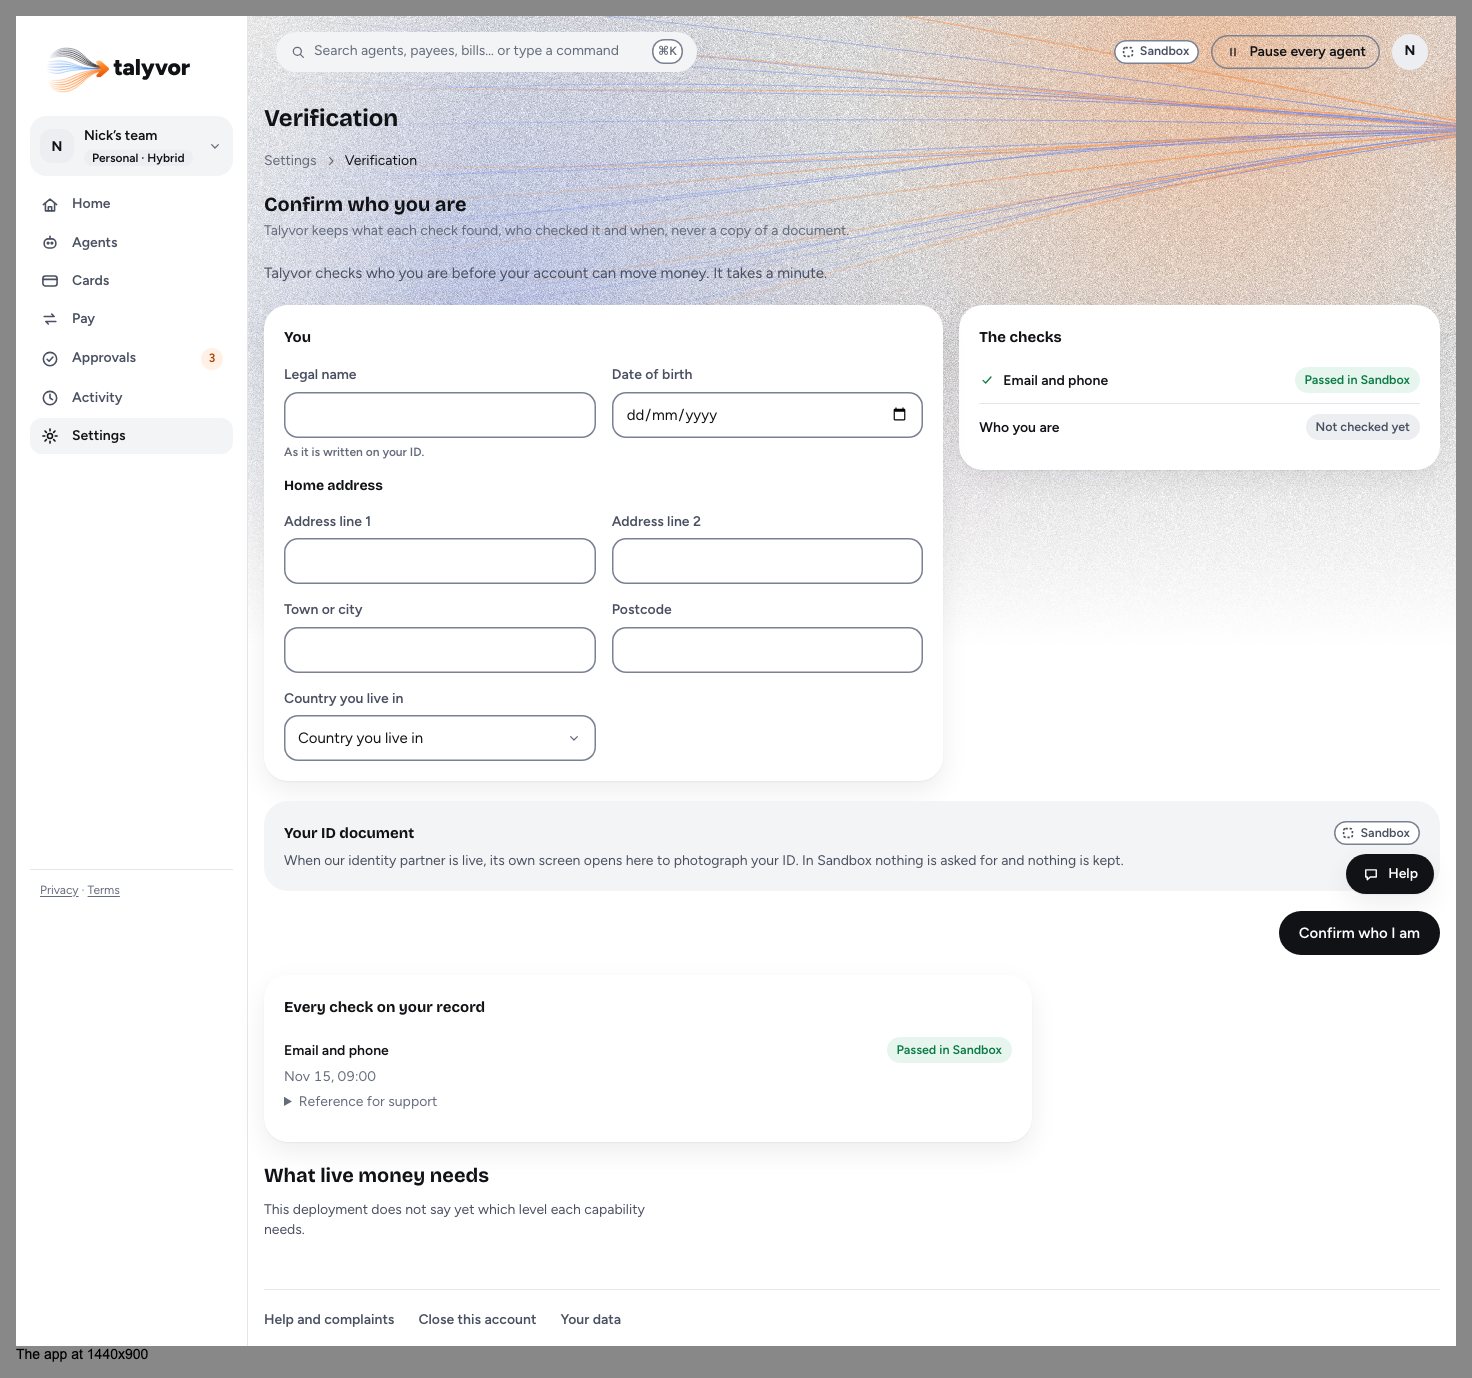 talyvor
Search agents, payees, bills... or type a command
⌘K
Sandbox
Pause every agent
N
N
Nick's team
Personal · Hybrid
Home
Agents
Cards
Pay
Approvals
3
Activity
Settings
Privacy · Terms
Verification
Settings > Verification
Confirm who you are
Talyvor keeps what each check found, who checked it and when, never a copy of a document.
Talyvor checks who you are before your account can move money. It takes a minute.
You
Legal name
Date of birth
dd/mm/yyyy
As it is written on your ID.
Home address
Address line 1
Address line 2
Town or city
Postcode
Country you live in
Country you live in
The checks
Email and phone
Passed in Sandbox
Who you are
Not checked yet
Your ID document
Sandbox
When our identity partner is live, its own screen opens here to photograph your ID. In Sandbox nothing is asked for and nothing is kept.
Help
Confirm who I am
Every check on your record
Email and phone
Passed in Sandbox
Nov 15, 09:00
Reference for support
What live money needs
This deployment does not say yet which level each capability
needs.
Help and complaints
Close this account
Your data
The app at 1440x900